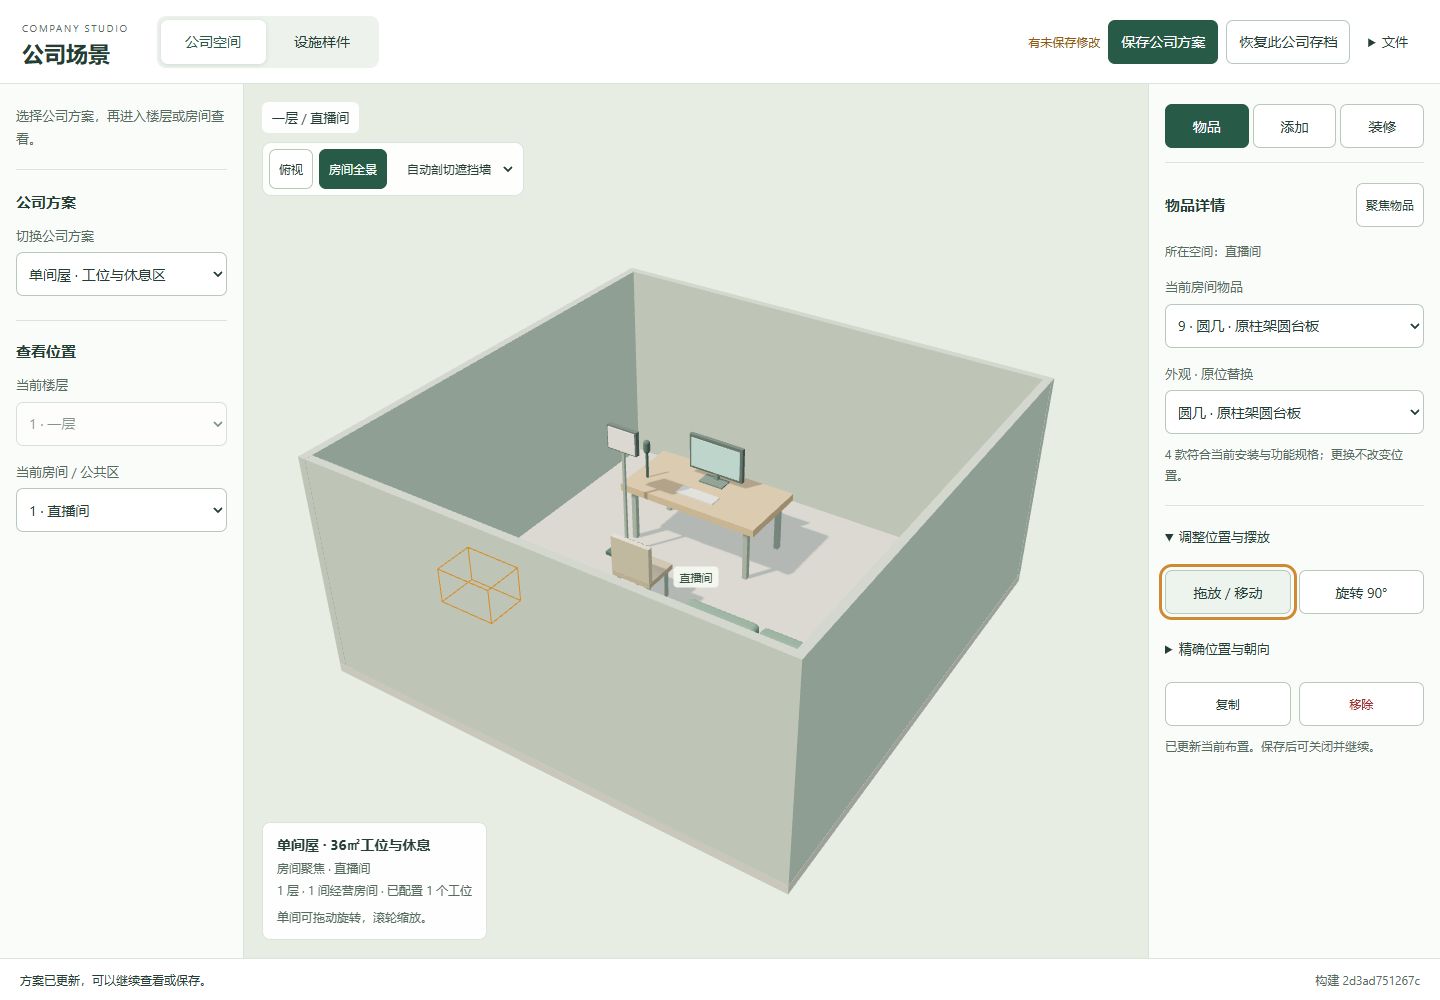 COMPANY STUDIO
公司场景
公司空间
设施样件
有未保存修改
保存公司方案
恢复此公司存档
▶ 文件
选择公司方案，再进入楼层或房间查
看。
公司方案
切换公司方案
单间屋 · 工位与休息区
查看位置
当前楼层
1 · 一层
当前房间 / 公共区
1 · 直播间
一层 / 直播间
俯视
房间全景
自动剖切遮挡墙
直播间
单间屋 · 36㎡工位与休息
房间聚焦 · 直播间
1 层 · 1 间经营房间 · 已配置 1 个工位
单间可拖动旋转，滚轮缩放。
物品
添加
装修
物品详情
聚焦物品
所在空间：直播间
当前房间物品
9 · 圆几 · 原柱架圆台板
外观 · 原位替换
圆几 · 原柱架圆台板
4 款符合当前安装与功能规格；更换不改变位
置。
▼ 调整位置与摆放
拖放 / 移动
旋转 90°
▶ 精确位置与朝向
复制
移除
已更新当前布置。保存后可关闭并继续。
方案已更新，可以继续查看或保存。
构建 2d3ad751267c